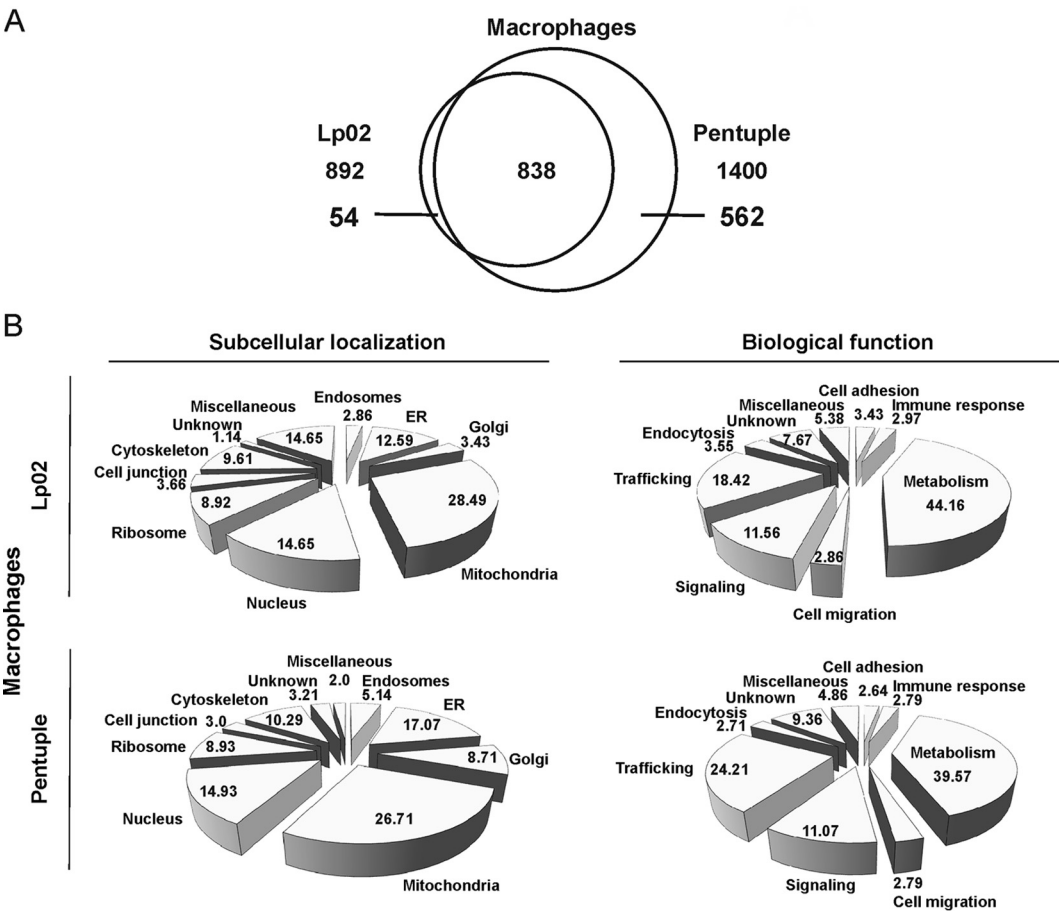 A
Macrophages
Lp02
892
54
838
Pentuple
1400
562
B
Subcellular localization
Biological function
Macrophages
Lp02
Endosomes
2.86
ER
12.59
Golgi
3.43
28.49
Mitochondria
14.65
Nucleus
8.92
Ribosome
Cell junction
3.66
Cytoskeleton
9.61
Unknown
1.14
Miscellaneous
14.65
Cell adhesion
3.43
Immune response
2.97
Metabolism
44.16
2.86
Cell migration
11.56
Signaling
Trafficking
18.42
Endocytosis
3.55
Unknown
7.67
Miscellaneous
5.38
Pentuple
Endosomes
5.14
ER
17.07
Golgi
8.71
26.71
Mitochondria
14.93
Nucleus
Ribosome
8.93
Cell junction
3.0
Cytoskeleton
10.29
Unknown
3.21
Miscellaneous
2.0
Cell adhesion
2.64
Immune response
2.79
Metabolism
39.57
2.79
Cell migration
11.07
Signaling
Trafficking
24.21
Endocytosis
2.71
Unknown
9.36
Miscellaneous
4.86